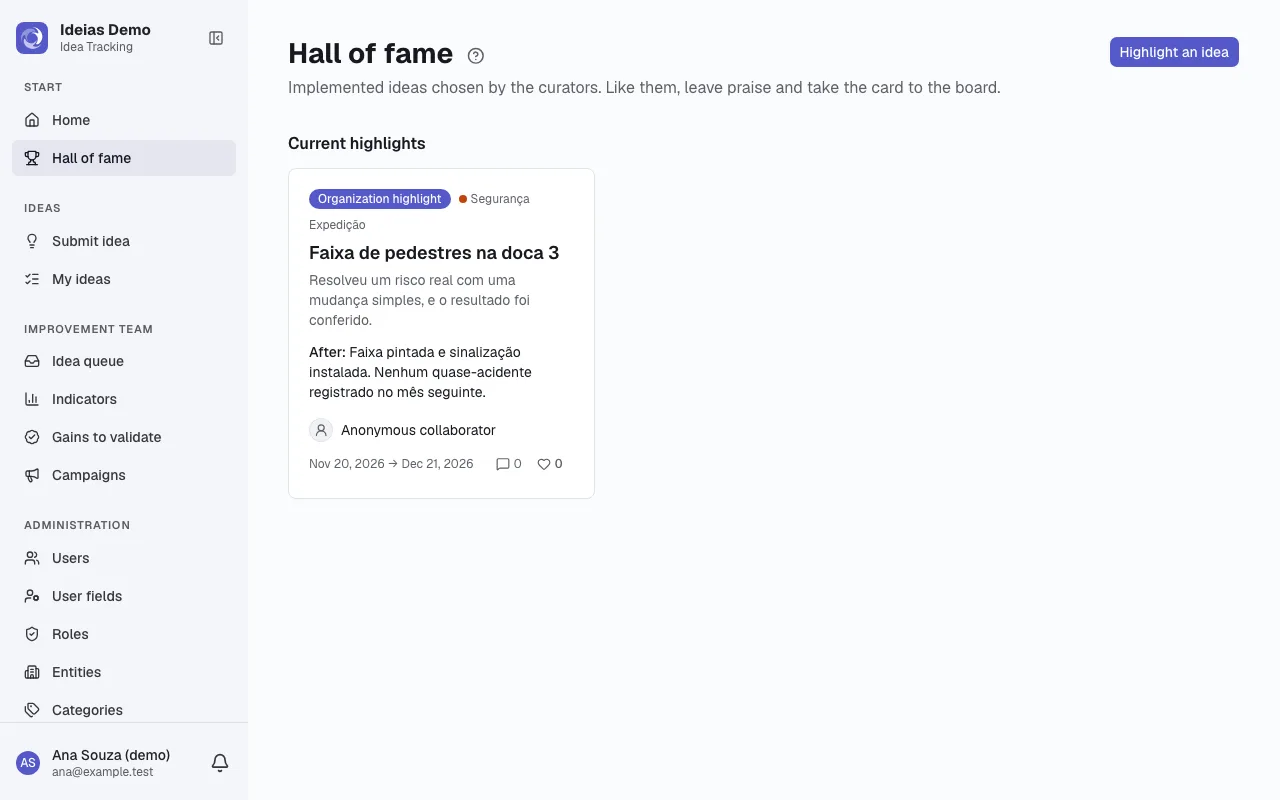 Ideias Demo
Idea Tracking
START
Home
Hall of fame
IDEAS
Submit idea
My ideas
IMPROVEMENT TEAM
Idea queue
Indicators
Gains to validate
Campaigns
ADMINISTRATION
Users
User fields
Roles
Entities
Categories
AS
Ana Souza (demo)
ana@example.test
Hall of fame
Highlight an idea
Implemented ideas chosen by the curators. Like them, leave praise and take the card to the board.
Current highlights
Organization highlight
Segurança
Expedição
Faixa de pedestres na doca 3
Resolveu um risco real com uma
mudança simples, e o resultado foi
conferido.
After: Faixa pintada e sinalização
instalada. Nenhum quase-acidente
registrado no mês seguinte.
Anonymous collaborator
Nov 20, 2026 → Dec 21, 2026 0 0